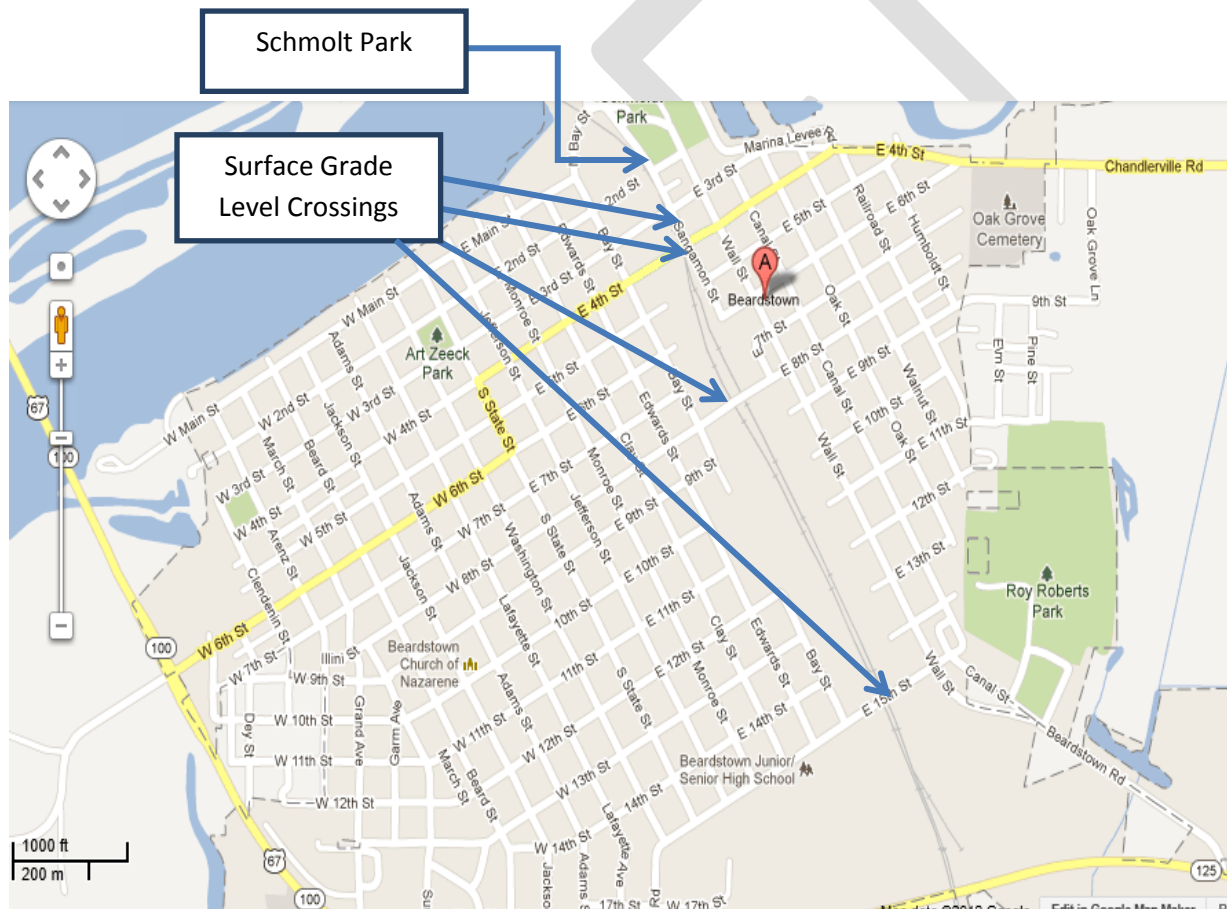 Schmolt Park
Surface Grade
Level Crossings
Park
N Bay St
Marina Levee Rd
E 4th St
Chandlerville Rd
2nd St
E 3rd St
E Main St
Edwards St
Bay St
Sangamon St
Canal St
E 5th St
Railroad St
E 6th St
Humboldt St
Oak Grove
Cemetery
Oak Grove Ln
E 2nd St
E 3rd St
Monroe St
Wall St
A
Beardstown
W Main St
E 4th St
Adams St
Art Zeeck
Park
Jefferson St
E 7th St
Oak St
9th St
Pine St
E 8th St
67
W 2nd St
W 3rd St
E 5th St
E 6th St
Bay St
Canal St
E 9th St
Walnut St
100
W Main St
Jackson St
W 4th St
S State St
Edwards St
Wall St
E 10th St
Oak St
E 11th St
March St
Beard St
Clay St
W 3rd St
W 6th St
E 7th St
Monroe St
9th St
12th St
W 4th St
W 5th St
Adams St
W 7th St
Jefferson St
E 9th St
Arenz St
Washington St
S State St
E 10th St
E 13th St
Clendenin St
Jackson St
W 8th St
Roy Roberts
Park
100
W 6th St
Lafayette St
10th St
E 11th St
Clay St
Edwards St
Bay St
W 7th St
Illini St
Beardstown
Church of
Nazarene
11th St
E 12th St
Monroe St
E 15th St
Wall St
Canal St
W 9th St
Adams St
S State St
W 10th St
Grand Ave
Garm Ave
W 11th St
W 12th St
E 14th St
Beardstown Rd
Dey St
W 11th St
March St
Beard St
W 13th St
Beardstown Junior/
Senior High School
W 12th St
14th St
Lafayette Ave
W 14th St
1000 ft
200 m
67
100
125
Jackso
Adams S
17th St
W 17th St
Edit in Google Map Maker